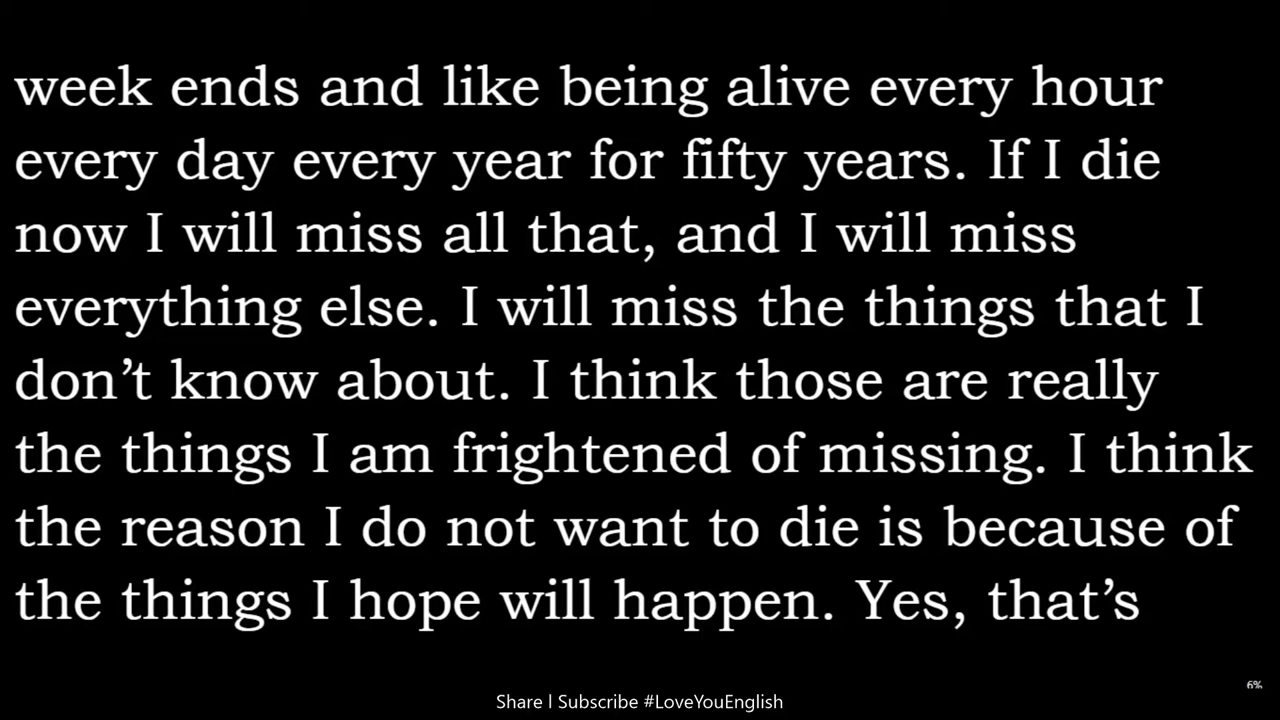 week ends and like being alive every hour
every day every year for fifty years. If I die
now I will miss all that, and I will miss
everything else. I will miss the things that I
don’t know about. I think those are really
the things I am frightened of missing. I think
the reason I do not want to die is because of
the things I hope will happen. Yes, that’s
6%
Share | Subscribe #LoveYouEnglish